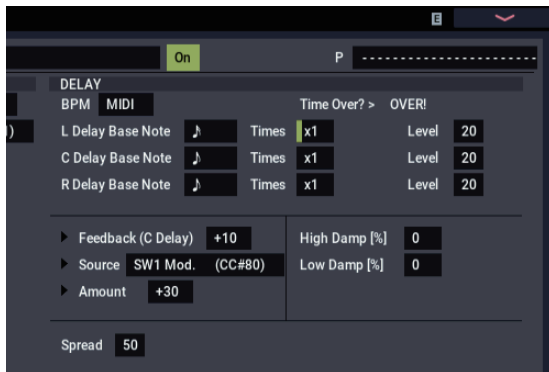 E
On P -----------------------
DELAY
BPM MIDI Time Over? > OVER!
L Delay Base Note ♪ Times x1 Level 20
C Delay Base Note ♪ Times x1 Level 20
R Delay Base Note ♪ Times x1 Level 20
Feedback (C Delay) +10 High Damp [%] 0
Source SW1 Mod. (CC#80) Low Damp [%] 0
Amount +30
Spread 50